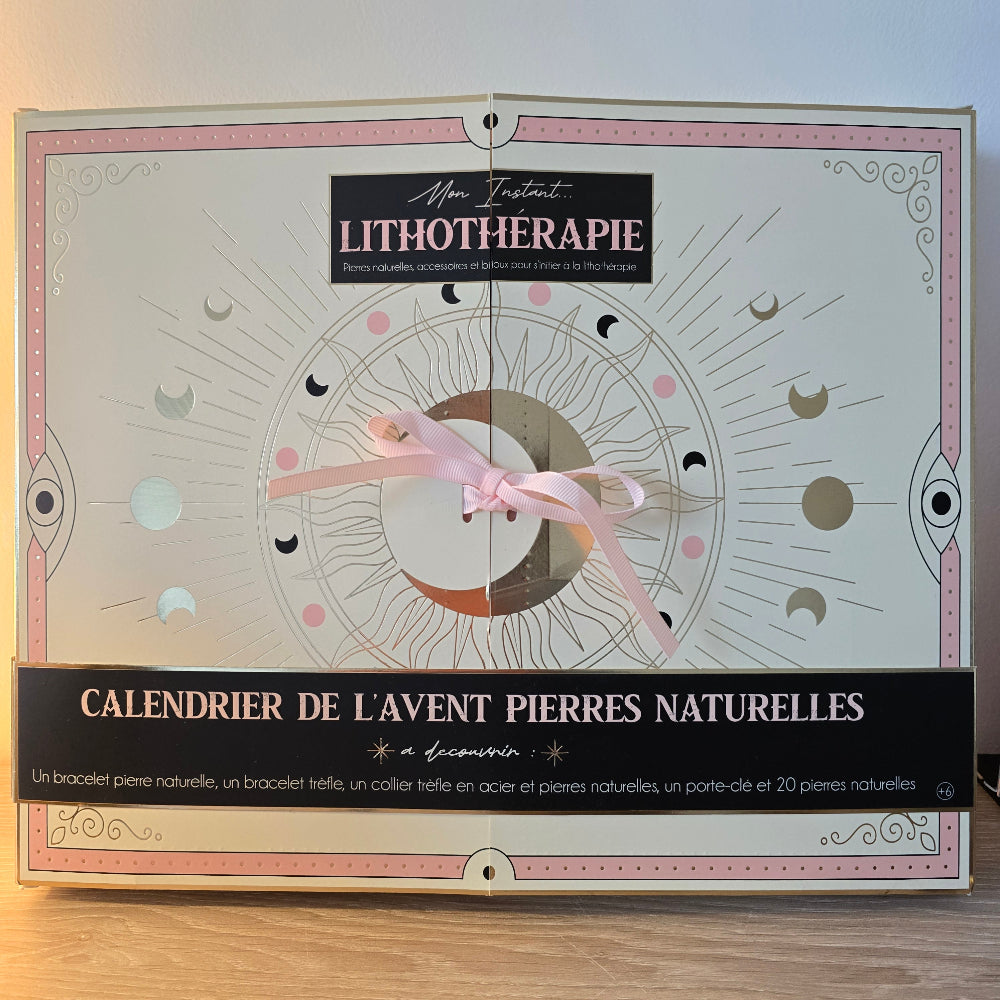 Mon Instant...
LITHOTHÉRAPIE
Pierres naturelles, accessoires et bijoux pour s'initier à la lithothérapie
CALENDRIER DE L'AVENT PIERRES NATURELLES
a decouvrir :
Un bracelet pierre naturelle, un bracelet trèfle, un collier trèfle en acier et pierres naturelles, un porte-clé et 20 pierres naturelles
+6